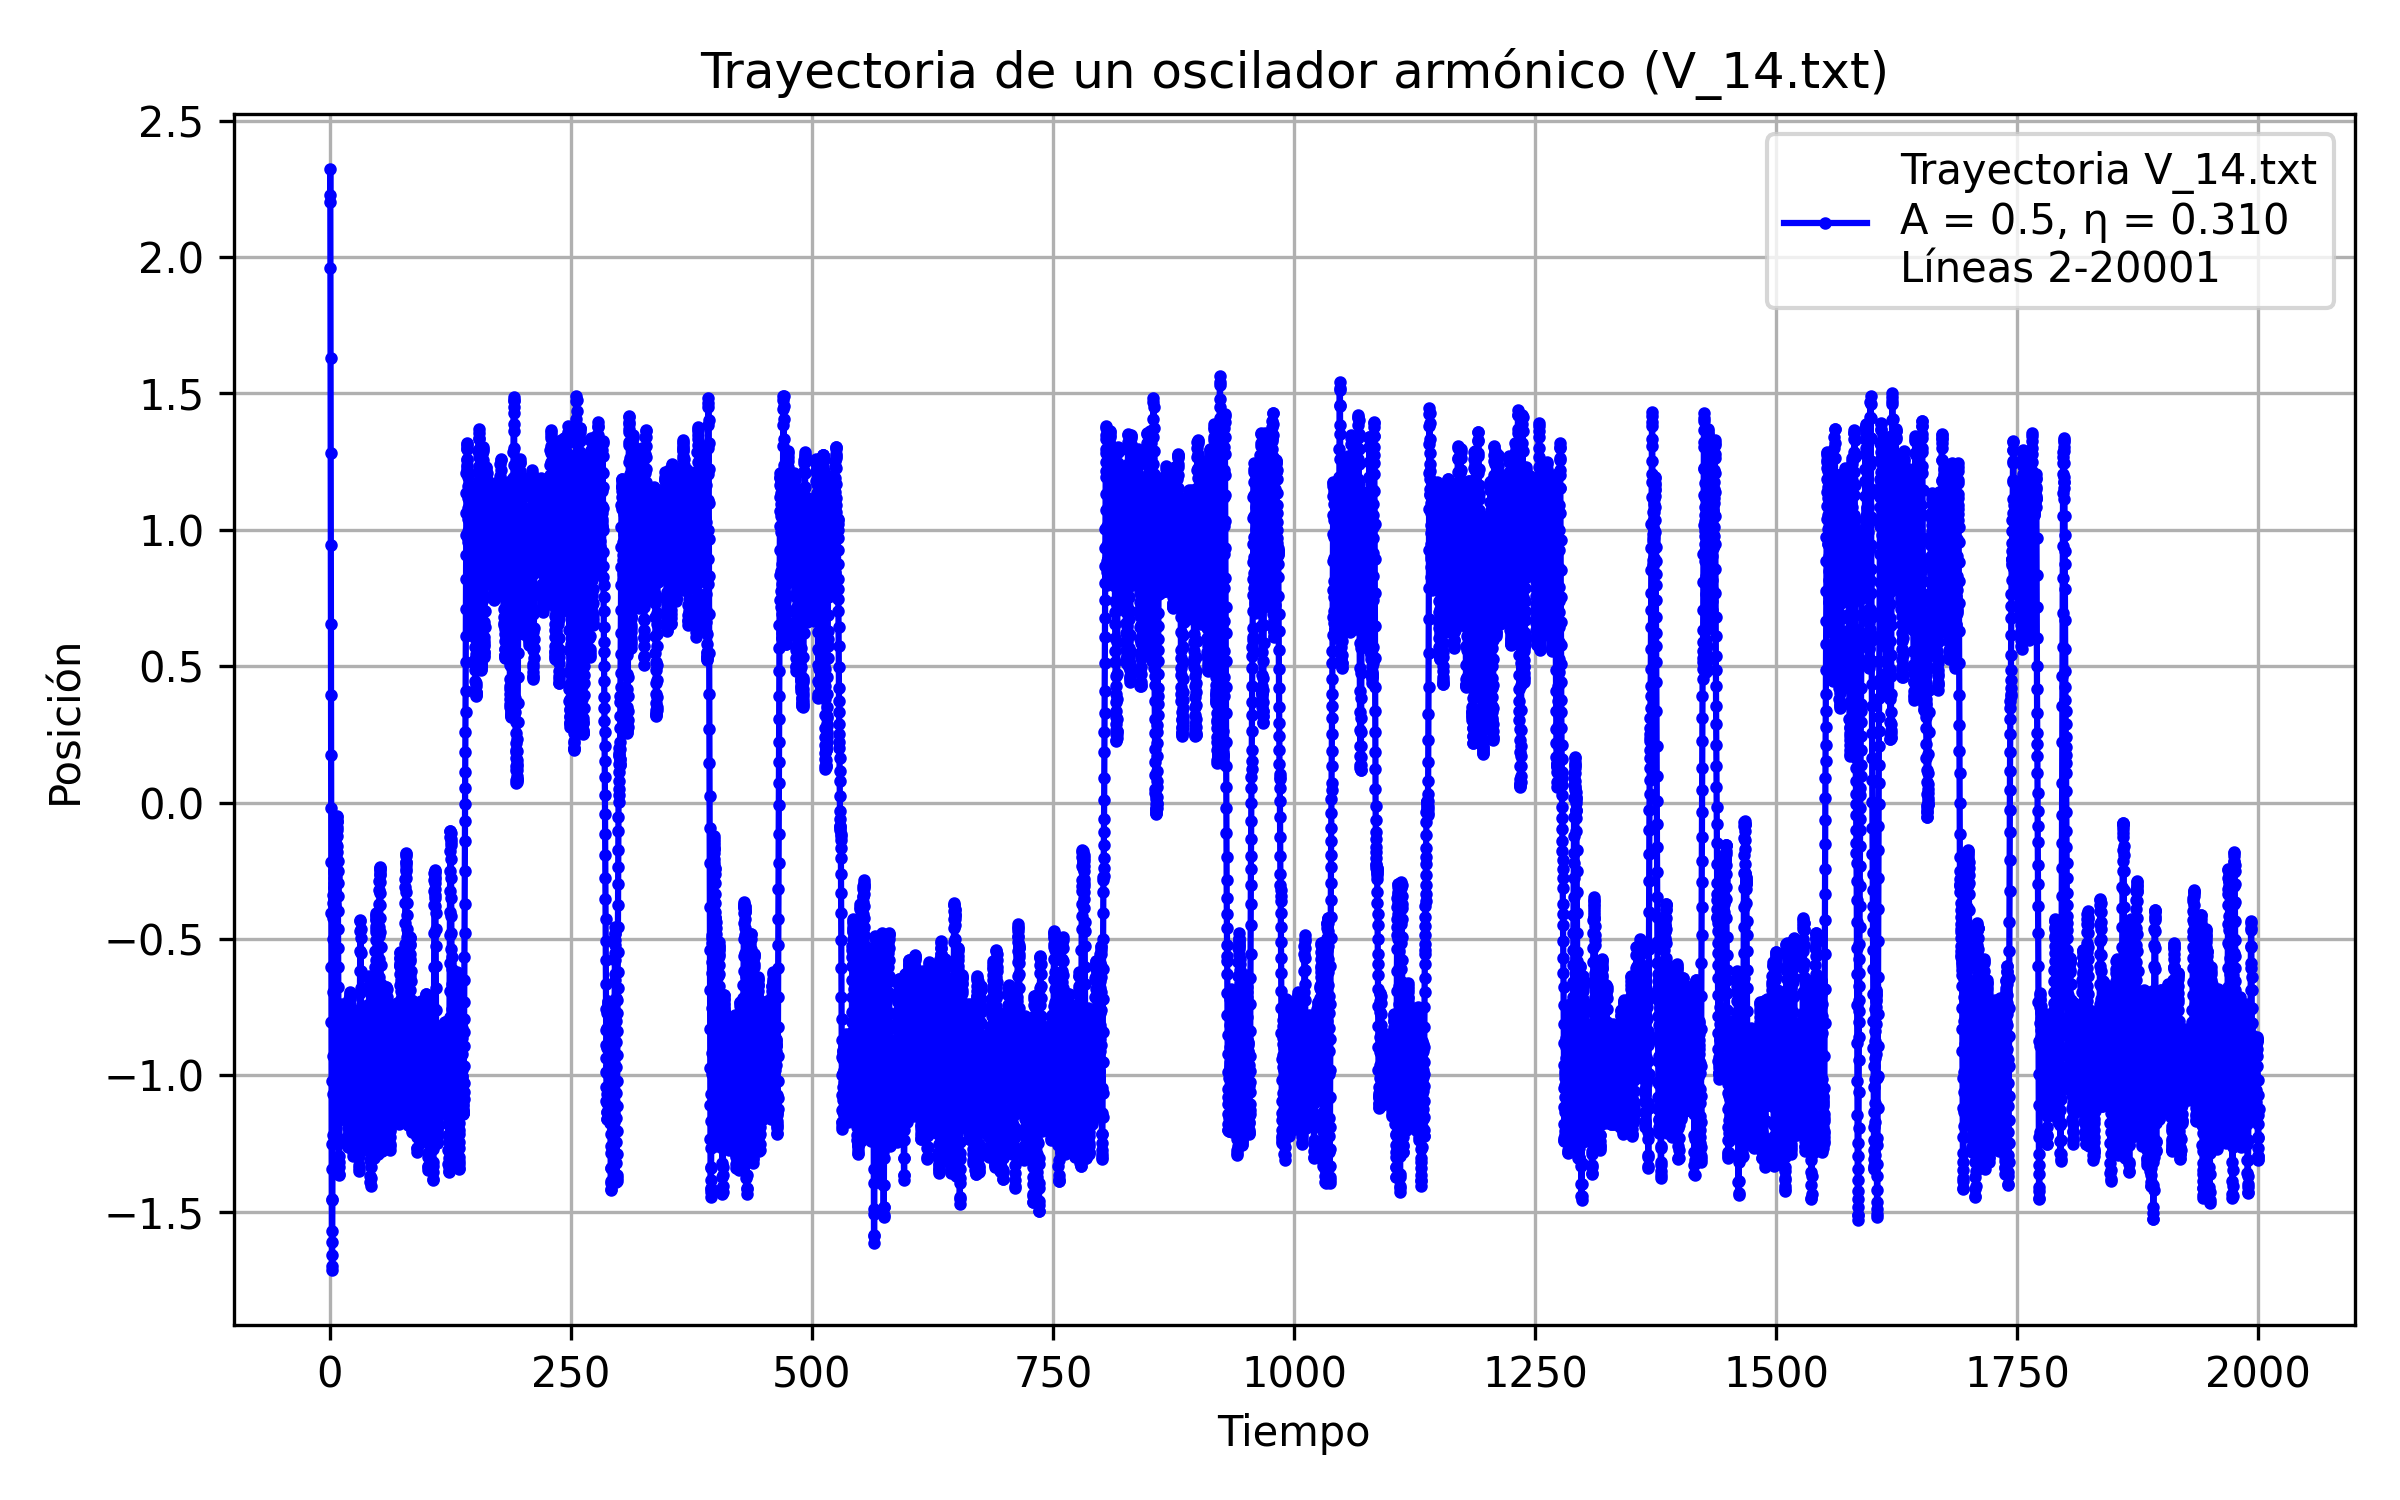 Trayectoria de un oscilador armónico (V_14.txt)
2.5
2.0
1.5
1.0
0.5
0.0
−0.5
−1.0
−1.5
Posición
Trayectoria V_14.txt
A = 0.5, η = 0.310
Líneas 2-20001
0 250 500 750 1000 1250 1500 1750 2000
Tiempo